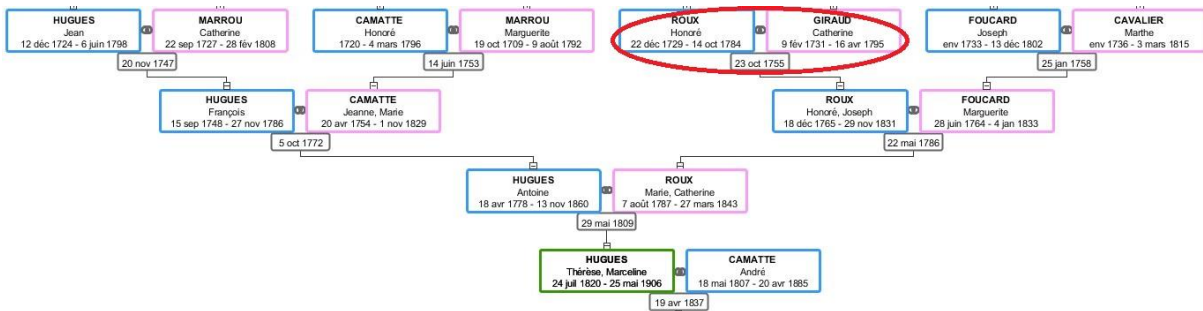 HUGUES
Jean
12 déc 1724 - 6 juin 1798
MARROU
Catherine
22 sep 1727 - 28 fév 1808
CAMATTE
Honoré
1720 - 4 mars 1796
MARROU
Marguerite
19 oct 1709 - 9 août 1792
ROUX
Honoré
22 déc 1729 - 14 oct 1784
GIRAUD
Catherine
9 fév 1731 - 16 avr 1795
FOUCARD
Joseph
env 1733 - 13 déc 1802
CAVALIER
Marthe
env 1736 - 3 mars 1815
20 nov 1747
14 juin 1753
23 oct 1755
25 jan 1758
HUGUES
François
15 sep 1748 - 27 nov 1786
CAMATTE
Jeanne, Marie
20 avr 1754 - 1 nov 1829
ROUX
Honoré, Joseph
18 déc 1765 - 29 nov 1831
FOUCARD
Marguerite
28 juin 1764 - 4 jan 1833
5 oct 1772
22 mai 1786
HUGUES
Antoine
18 avr 1778 - 13 nov 1860
ROUX
Marie, Catherine
7 août 1787 - 27 mars 1843
29 mai 1809
HUGUES
Thérèse, Marceline
24 juil 1820 - 25 mai 1906
CAMATTE
André
18 mai 1807 - 20 avr 1885
19 avr 1837